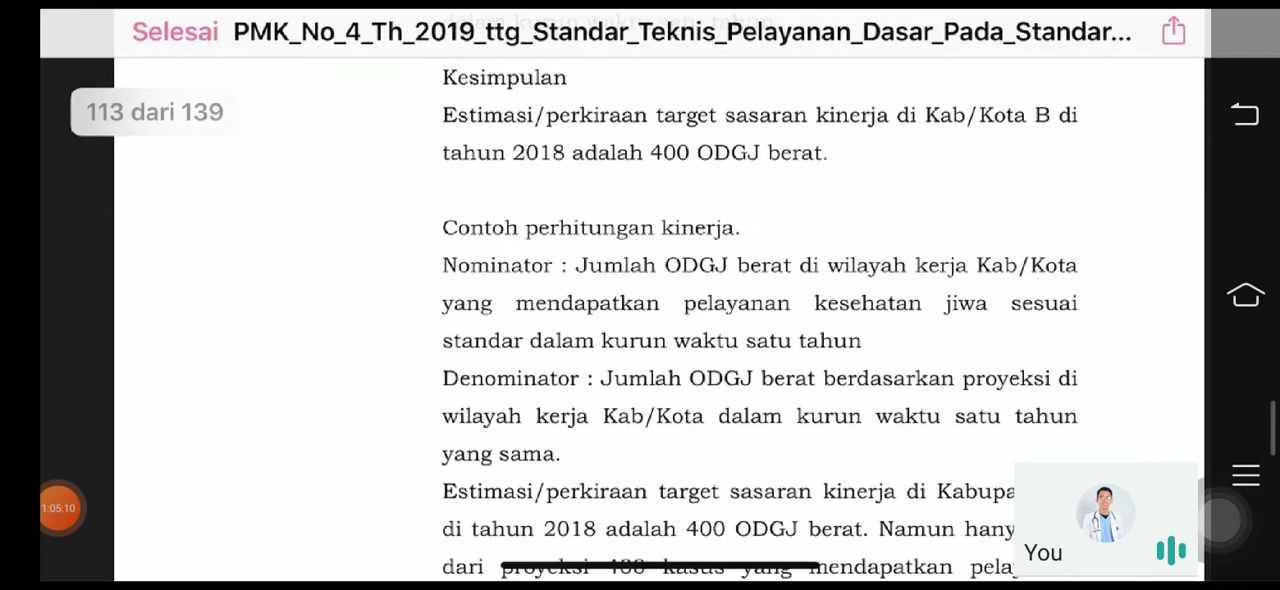 Selesai PMK_No_4_Th_2019_ttg_Standar_Teknis_Pelayanan_Dasar_Pada_Standar...
113 dari 139
Kesimpulan
Estimasi/perkiraan target sasaran kinerja di Kab/Kota B di
tahun 2018 adalah 400 ODGJ berat.
Contoh perhitungan kinerja.
Nominator : Jumlah ODGJ berat di wilayah kerja Kab/Kota
yang mendapatkan pelayanan kesehatan jiwa sesuai
standar dalam kurun waktu satu tahun
Denominator : Jumlah ODGJ berat berdasarkan proyeksi di
wilayah kerja Kab/Kota dalam kurun waktu satu tahun
yang sama.
Estimasi/perkiraan target sasaran kinerja di Kabupa
di tahun 2018 adalah 400 ODGJ berat. Namun hany
dari proyeksi kasus yang mendapatkan pela
1:05:10
You